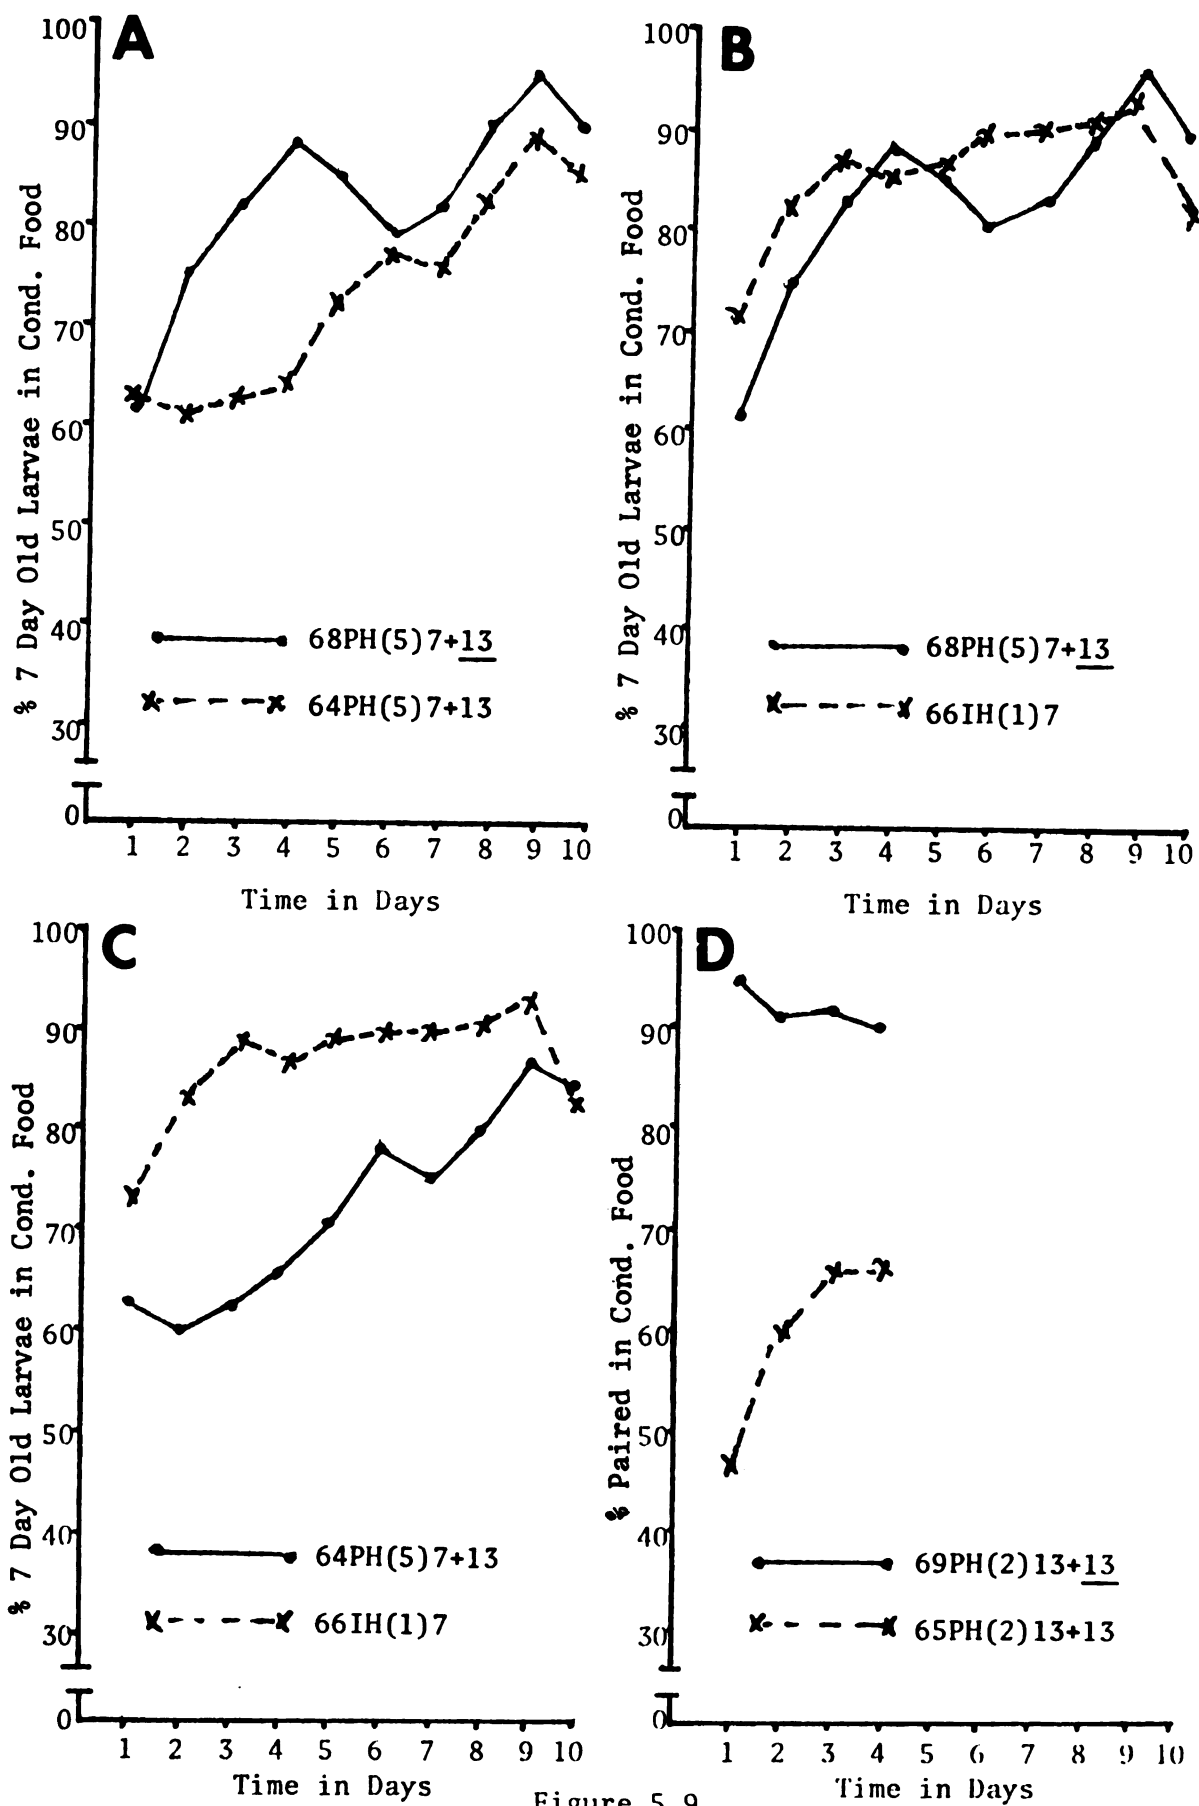 A
100
90
80
70
60
50
40
30
0
% 7 Day Old Larvae in Cond. Food
68PH(5)7+13
64PH(5)7+13
1 2 3 4 5 6 7 8 9 10
Time in Days
B
100
90
80
70
60
50
40
30
0
% 7 Day Old Larvae in Cond. Food
68PH(5)7+13
66IH(1)7
1 2 3 4 5 6 7 8 9 10
Time in Days
C
100
90
80
70
60
50
40
30
0
% 7 Day Old Larvae in Cond. Food
64PH(5)7+13
66IH(1)7
1 2 3 4 5 6 7 8 9 10
Time in Days
D
100
90
80
70
60
50
40
30
0
% Paired in Cond. Food
69PH(2)13+13
65PH(2)13+13
1 2 3 4 5 6 7 8 9 10
Time in Days
Figure 5.9